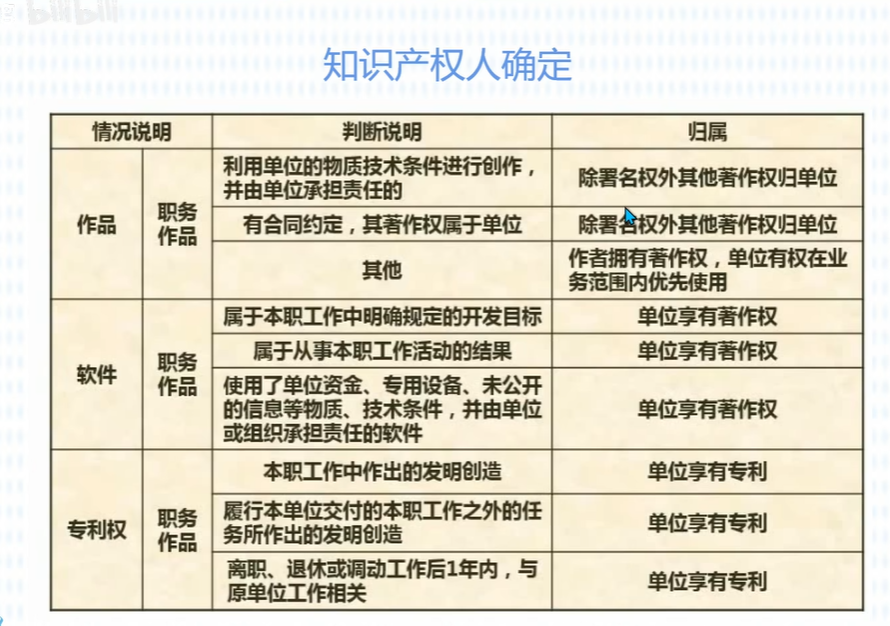 bilibili
知识产权人确定
情况说明 判断说明 归属
作品
职务
作品
利用单位的物质技术条件进行创作，
并由单位承担责任的
除署名权外其他著作权归单位
有合同约定，其著作权属于单位
除署名权外其他著作权归单位
其他
作者拥有著作权，单位有权在业
务范围内优先使用
软件
职务
作品
属于本职工作中明确规定的开发目标
单位享有著作权
属于从事本职工作活动的结果
单位享有著作权
使用了单位资金、专用设备、未公开
的信息等物质、技术条件，并由单位
或组织承担责任的软件
单位享有著作权
专利权
职务
作品
本职工作中作出的发明创造
单位享有专利
履行本单位交付的本职工作之外的任
务所作出的发明创造
单位享有专利
离职、退休或调动工作后1年内，与
原单位工作相关
单位享有专利